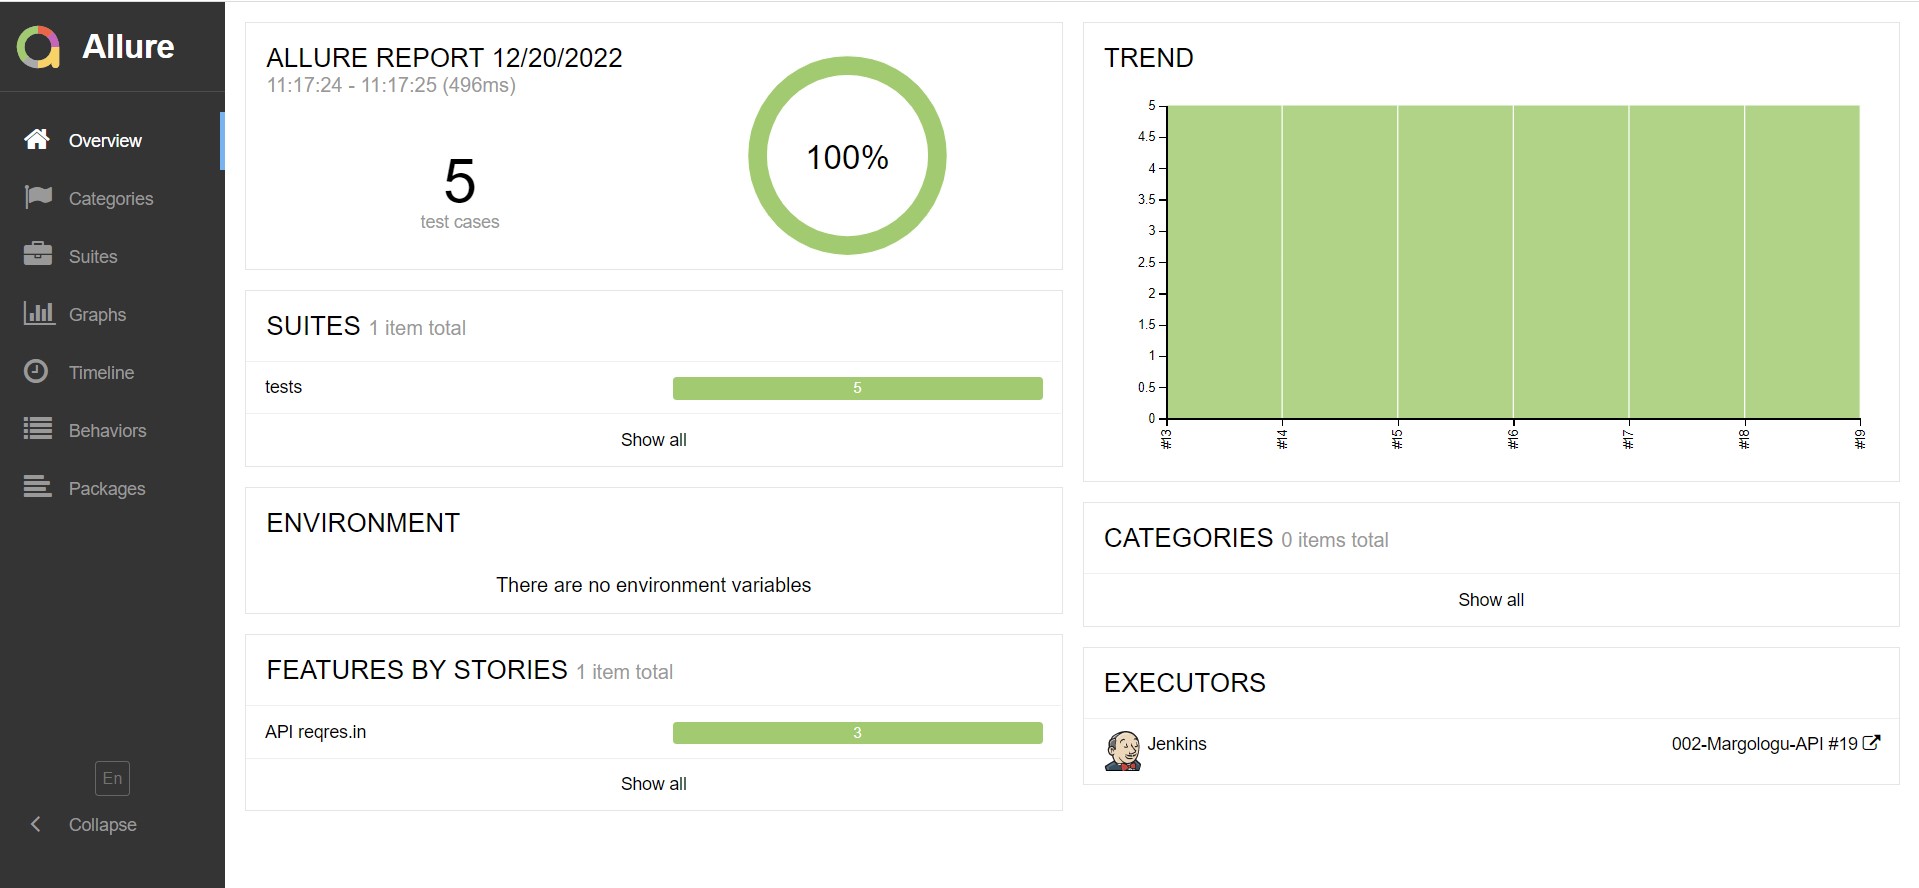 Allure
Overview
Categories
Suites
Graphs
Timeline
Behaviors
Packages
En
Collapse
ALLURE REPORT 12/20/2022
11:17:24 - 11:17:25 (496ms)
5
test cases
100%
SUITES 1 item total
tests 5
Show all
ENVIRONMENT
There are no environment variables
FEATURES BY STORIES 1 item total
API reqres.in 3
Show all
TREND
5
4.5
4
3.5
3
2.5
2
1.5
1
0.5
0
#13 #14 #15 #16 #17 #18 #19
CATEGORIES 0 items total
Show all
EXECUTORS
Jenkins 002-Margologu-API #19